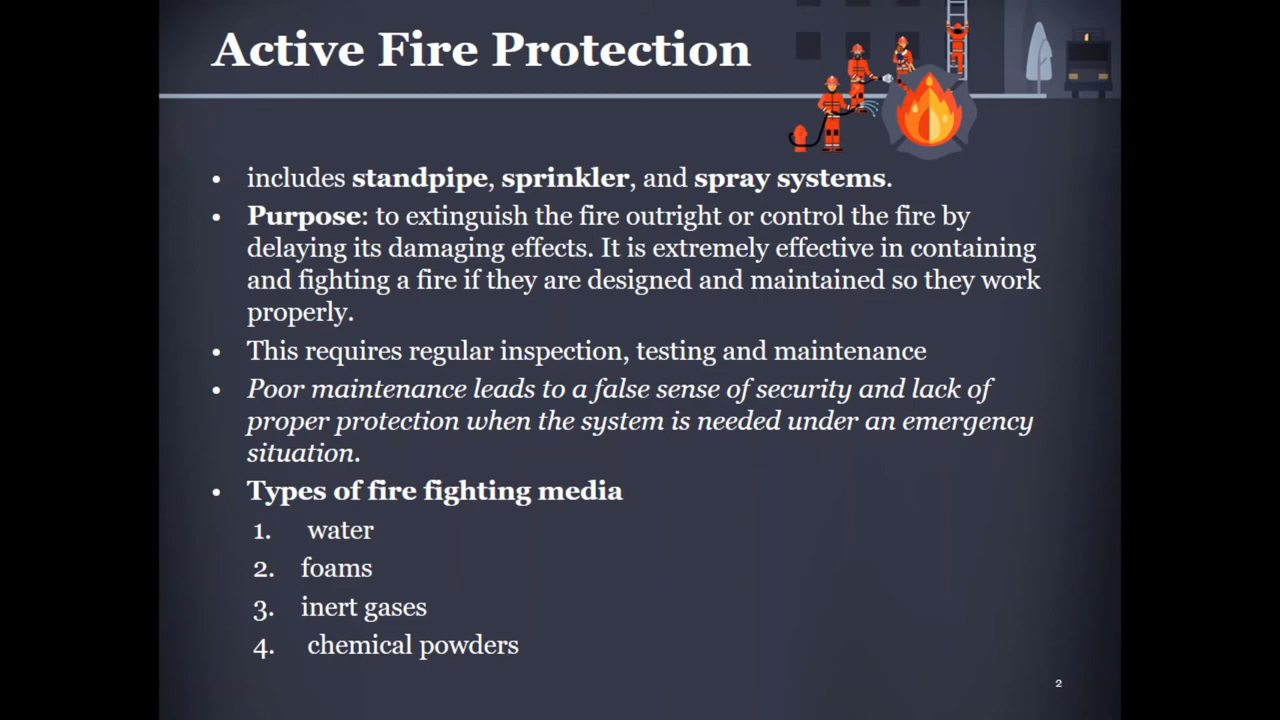 Active Fire Protection
• includes standpipe, sprinkler, and spray systems.
• Purpose: to extinguish the fire outright or control the fire by
delaying its damaging effects. It is extremely effective in containing
and fighting a fire if they are designed and maintained so they work
properly.
• This requires regular inspection, testing and maintenance
• Poor maintenance leads to a false sense of security and lack of
proper protection when the system is needed under an emergency
situation.
• Types of fire fighting media
1. water
2. foams
3. inert gases
4. chemical powders
2